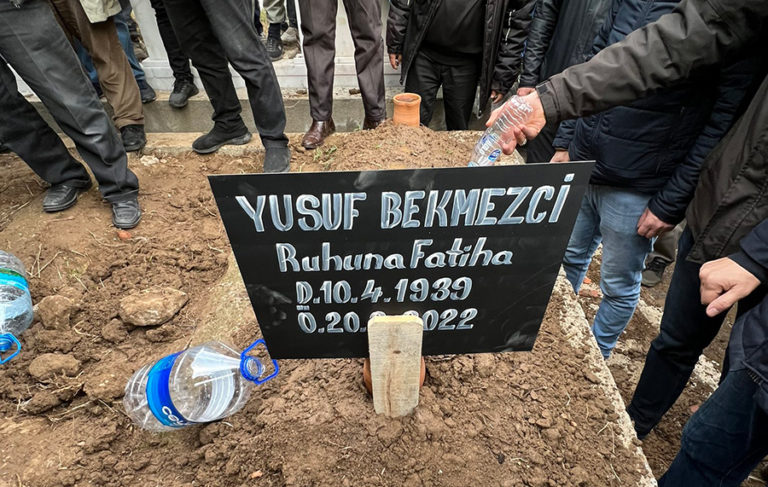 YUSUF BEKMEZCİ
Ruhuna Fatiha
D.10.4.1939
Ö.20. 2022